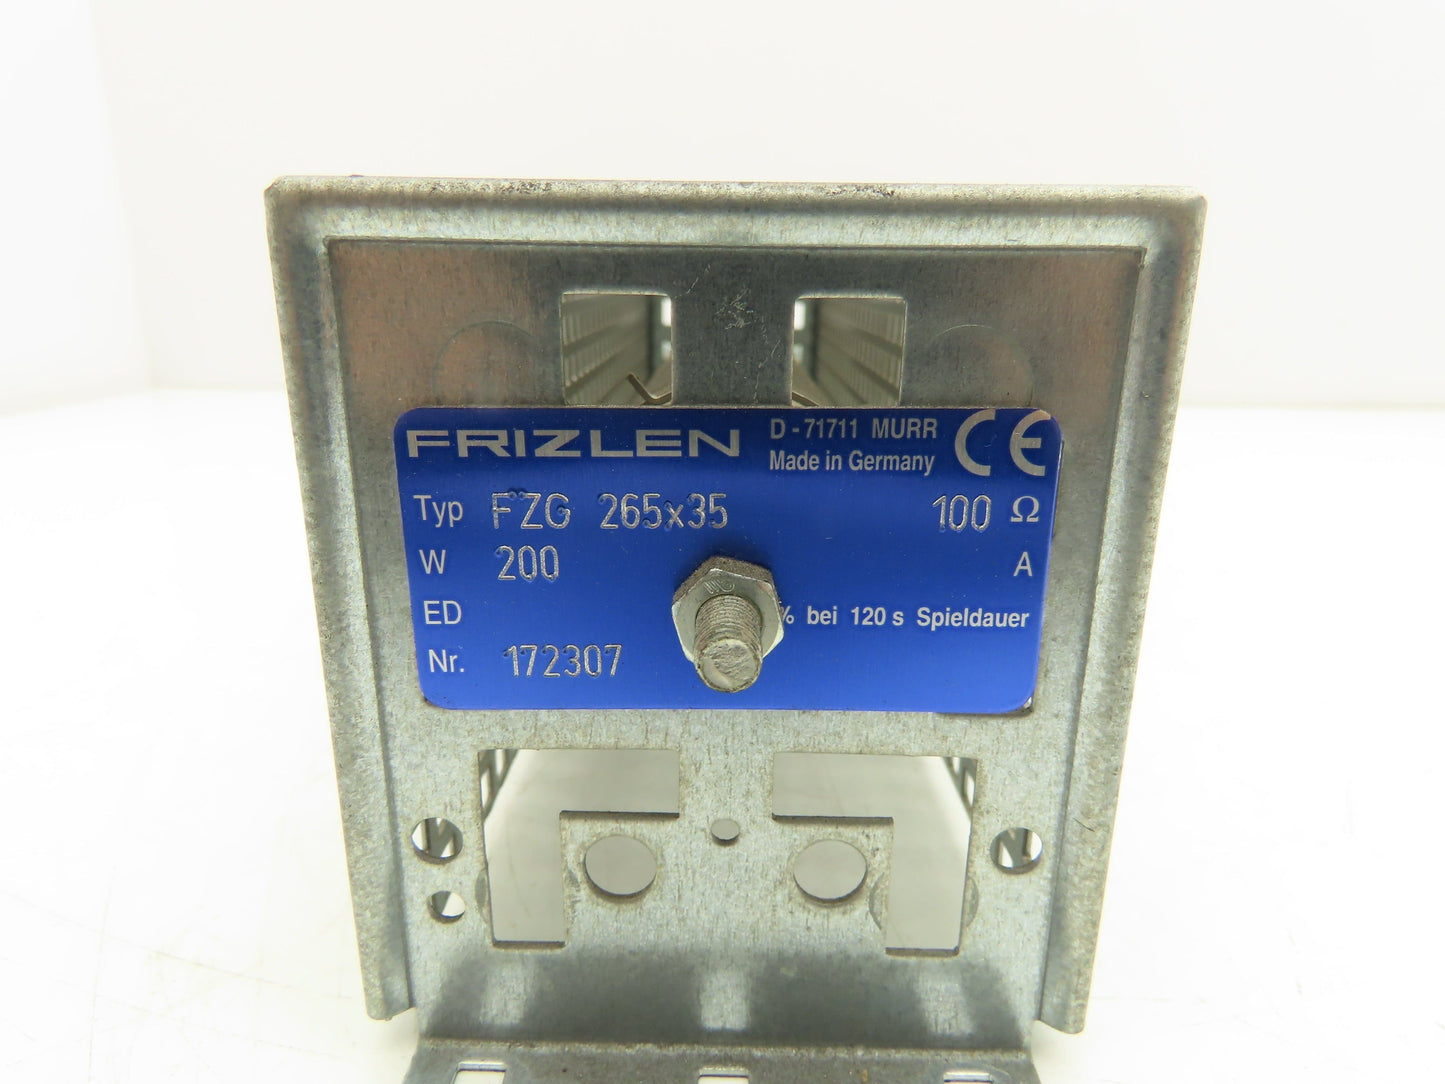 FRIZLEN
D - 71711 MURR
Made in Germany
CE
Typ FZG 265x35 100 Ω
W 200 A
ED % bei 120 s Spieldauer
Nr. 172307